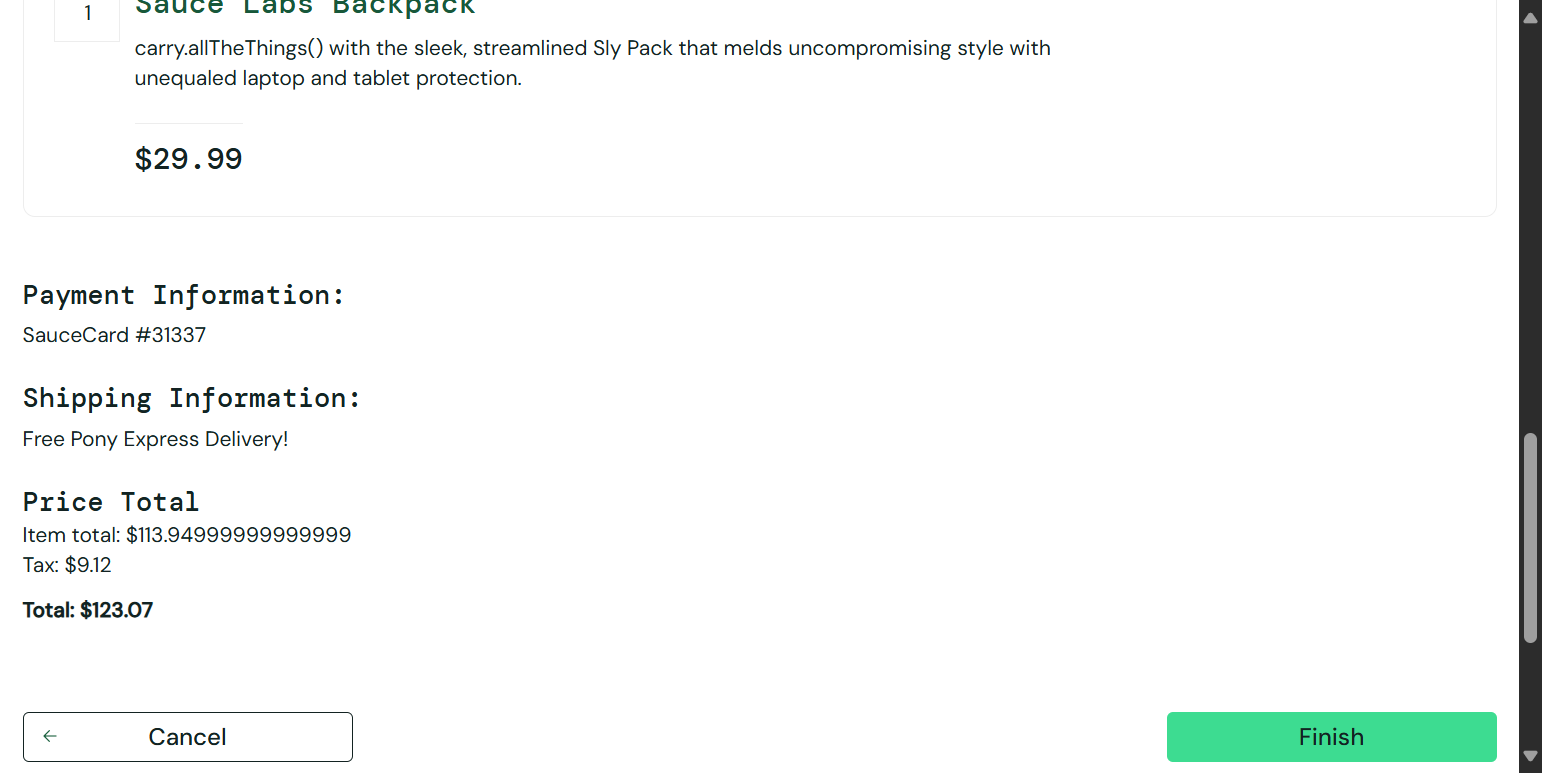 1
Sauce Labs Backpack
carry.allTheThings() with the sleek, streamlined Sly Pack that melds uncompromising style with
unequaled laptop and tablet protection.
$29.99
Payment Information:
SauceCard #31337
Shipping Information:
Free Pony Express Delivery!
Price Total
Item total: $113.94999999999999
Tax: $9.12
Total: $123.07
Cancel
Finish